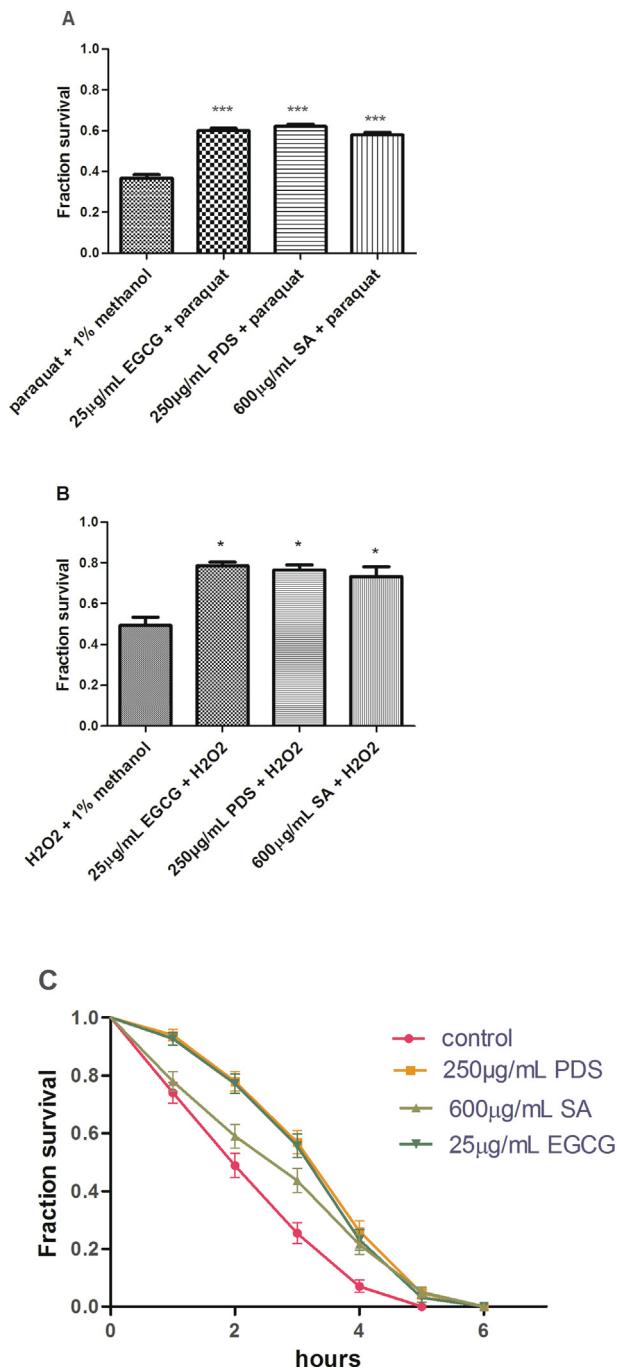 A
Fraction survival
1.0
0.8
0.6
0.4
0.2
0.0
***
***
***
paraquat + 1% methanol
25µg/mL EGCG + paraquat
250µg/mL PDS + paraquat
600µg/mL SA + paraquat
B
Fraction survival
1.0
0.8
0.6
0.4
0.2
0.0
*
*
*
H2O2 + 1% methanol
25µg/mL EGCG + H2O2
250µg/mL PDS + H2O2
600µg/mL SA + H2O2
C
Fraction survival
1.0
0.8
0.6
0.4
0.2
0.0
0
2
4
6
hours
control
250µg/mL PDS
600µg/mL SA
25µg/mL EGCG